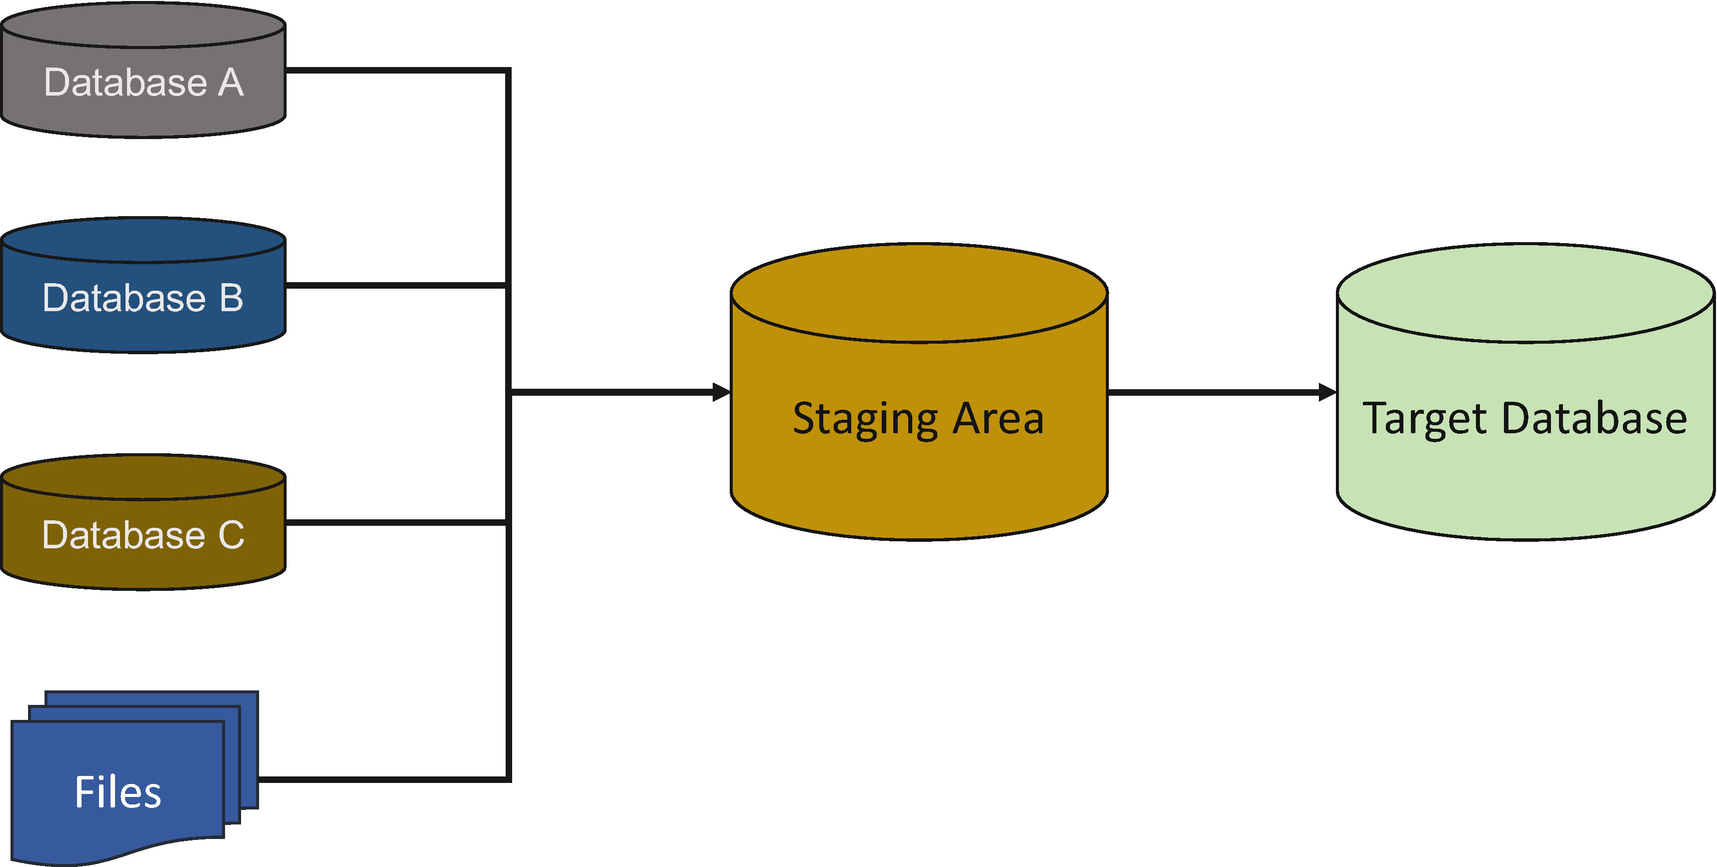 Database A
Database B
Database C
Files
Staging Area
Target Database